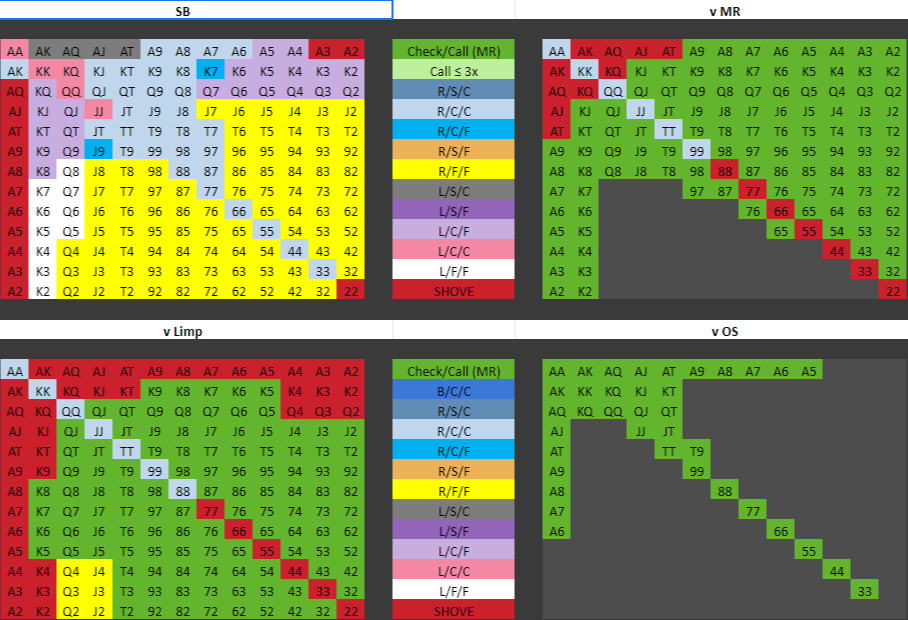 SB v MR
AA AK AQ AJ AT A9 A8 A7 A6 A5 A4 A3 A2 Check/Call (MR) AA AK AQ AJ AT A9 A8 A7 A6 A5 A4 A3 A2
AK KK KQ KJ KT K9 K8 K7 K6 K5 K4 K3 K2 Call ≤ 3x AK KK KQ KJ KT K9 K8 K7 K6 K5 K4 K3 K2
AQ KQ QQ QJ QT Q9 Q8 Q7 Q6 Q5 Q4 Q3 Q2 R/S/C AQ KQ QQ QJ QT Q9 Q8 Q7 Q6 Q5 Q4 Q3 Q2
AJ KJ QJ JJ JT J9 J8 J7 J6 J5 J4 J3 J2 R/C/C AJ KJ QJ JJ JT J9 J8 J7 J6 J5 J4 J3 J2
AT KT QT JT TT T9 T8 T7 T6 T5 T4 T3 T2 R/C/F AT KT QT JT TT T9 T8 T7 T6 T5 T4 T3 T2
A9 K9 Q9 J9 T9 99 98 97 96 95 94 93 92 R/S/F A9 K9 Q9 J9 T9 99 98 97 96 95 94 93 92
A8 K8 Q8 J8 T8 98 88 87 86 85 84 83 82 R/F/F A8 K8 Q8 J8 T8 98 88 87 86 85 84 83 82
A7 K7 Q7 J7 T7 97 87 77 76 75 74 73 72 L/S/C A7 K7 97 87 77 76 75 74 73 72
A6 K6 Q6 J6 T6 96 86 76 66 65 64 63 62 L/S/F A6 K6 76 66 65 64 63 62
A5 K5 Q5 J5 T5 95 85 75 65 55 54 53 52 L/C/F A5 K5 65 55 54 53 52
A4 K4 Q4 J4 T4 94 84 74 64 54 44 43 42 L/C/C A4 K4 44 43 42
A3 K3 Q3 J3 T3 93 83 73 63 53 43 33 32 L/F/F A3 K3 33 32
A2 K2 Q2 J2 T2 92 82 72 62 52 42 32 22 SHOVE A2 K2 22
v Limp v OS
AA AK AQ AJ AT A9 A8 A7 A6 A5 A4 A3 A2 Check/Call (MR) AA AK AQ AJ AT A9 A8 A7 A6 A5
AK KK KQ KJ KT K9 K8 K7 K6 K5 K4 K3 K2 B/C/C AK KK KQ KJ KT
AQ KQ QQ QJ QT Q9 Q8 Q7 Q6 Q5 Q4 Q3 Q2 R/S/C AQ KQ QQ QJ QT
AJ KJ QJ JJ JT J9 J8 J7 J6 J5 J4 J3 J2 R/C/C AJ JJ JT
AT KT QT JT TT T9 T8 T7 T6 T5 T4 T3 T2 R/C/F AT TT T9
A9 K9 Q9 J9 T9 99 98 97 96 95 94 93 92 R/S/F A9 99
A8 K8 Q8 J8 T8 98 88 87 86 85 84 83 82 R/F/F A8 88
A7 K7 Q7 J7 T7 97 87 77 76 75 74 73 72 L/S/C A7 77
A6 K6 Q6 J6 T6 96 86 76 66 65 64 63 62 L/S/F A6 66
A5 K5 Q5 J5 T5 95 85 75 65 55 54 53 52 L/C/F 55
A4 K4 Q4 J4 T4 94 84 74 64 54 44 43 42 L/C/C 44
A3 K3 Q3 J3 T3 93 83 73 63 53 43 33 32 L/F/F 33
A2 K2 Q2 J2 T2 92 82 72 62 52 42 32 22 SHOVE